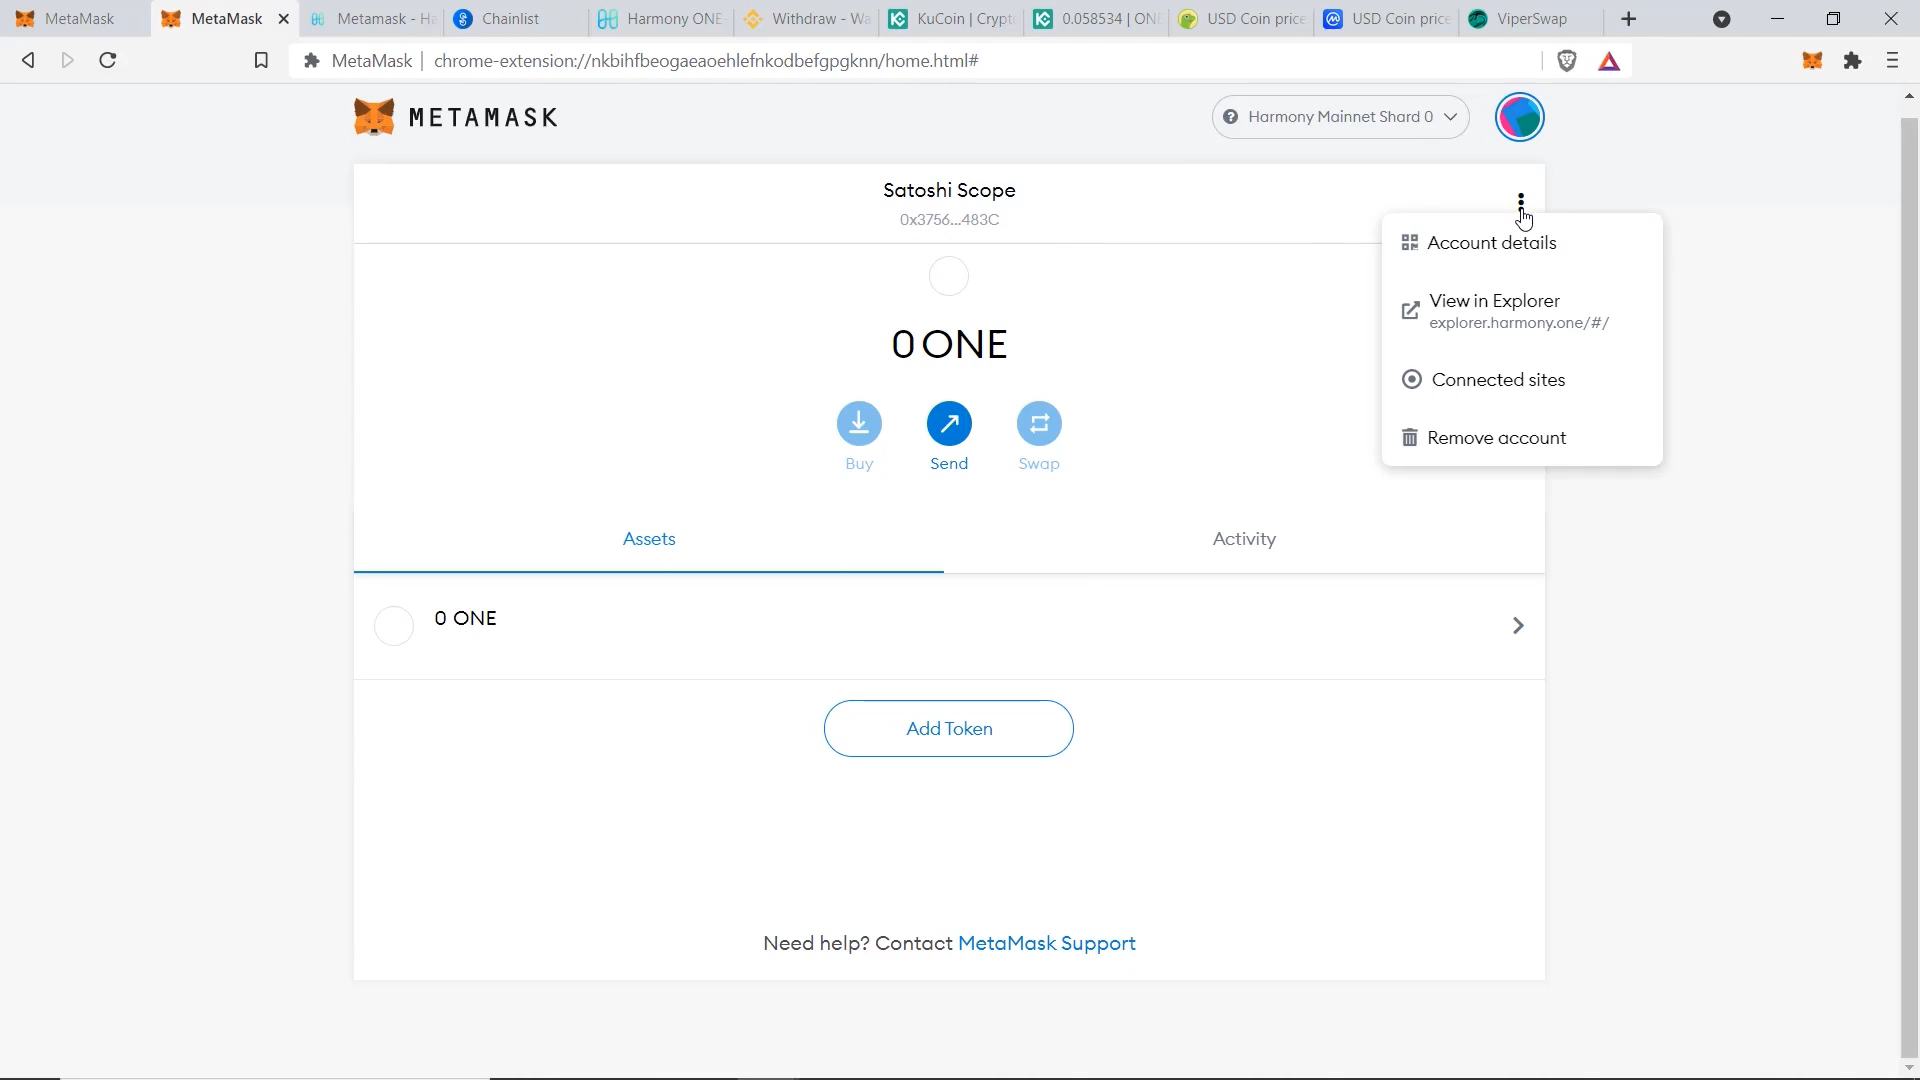 MetaMask
MetaMask
Metamask - Ha
Chainlist
Harmony ONE
Withdraw - Wa
KuCoin | Crypt
0.058534 | ONE
USD Coin price
USD Coin price
ViperSwap
MetaMask
chrome-extension://nkbihfbeogaeaoehlefnkodbefgpgknn/home.html#
METAMASK
Harmony Mainnet Shard 0
Satoshi Scope
0x3756...483C
Account details
View in Explorer
explorer.harmony.one/#/
Connected sites
Remove account
0 ONE
Buy
Send
Swap
Assets
Activity
0 ONE
Add Token
Need help? Contact MetaMask Support